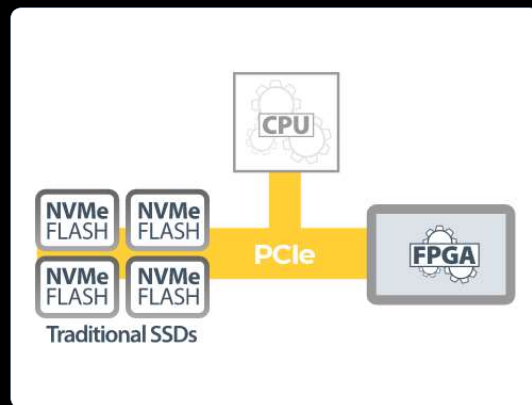 CPU
NVMe
FLASH
NVMe
FLASH
PCIe
FPGA
NVMe
FLASH
NVMe
FLASH
Traditional SSDs